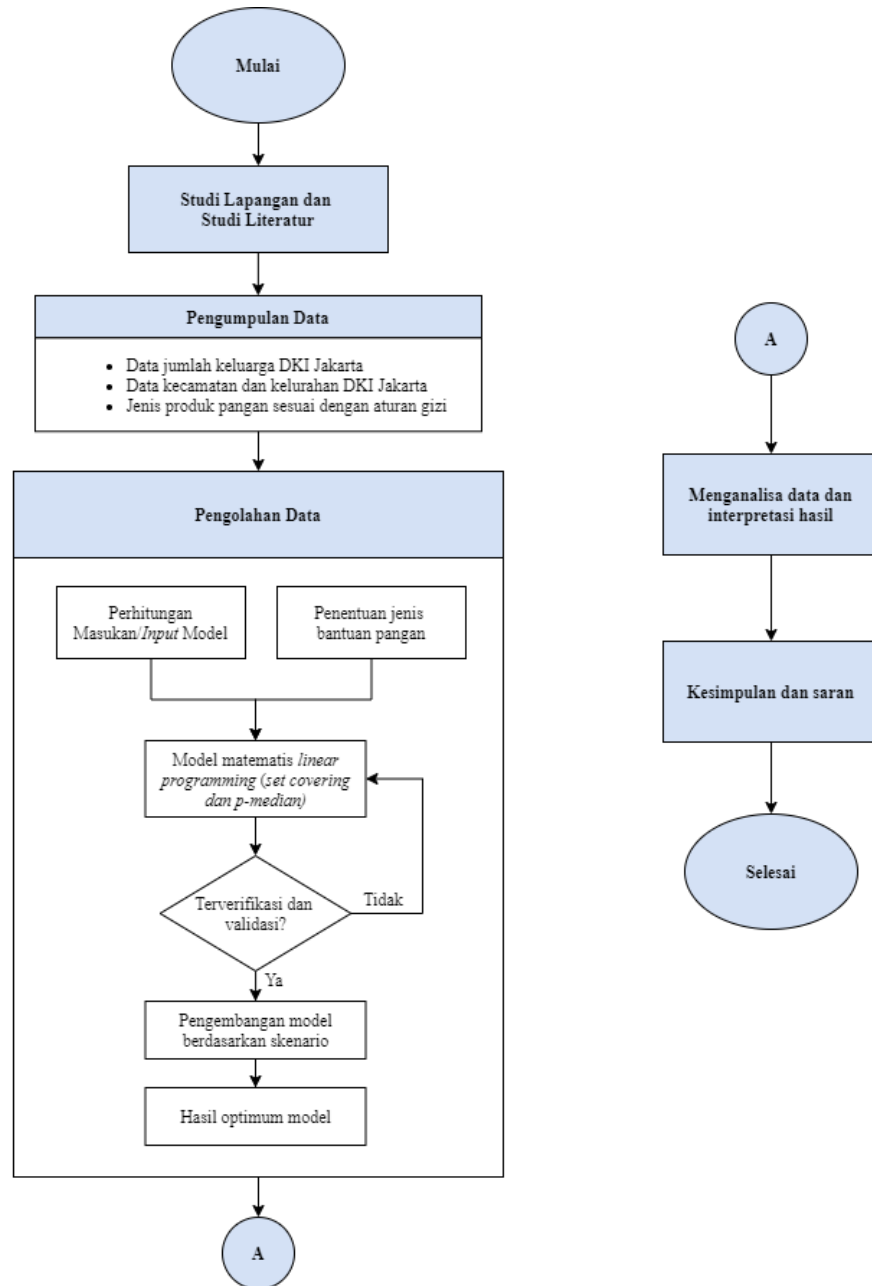 Mulai
Studi Lapangan dan
Studi Literatur
Pengumpulan Data
• Data jumlah keluarga DKI Jakarta
• Data kecamatan dan kelurahan DKI Jakarta
• Jenis produk pangan sesuai dengan aturan gizi
Pengolahan Data
Perhitungan
Masukan/Input Model
Penentuan jenis
bantuan pangan
Model matematis linear
programming (set covering
dan p-median)
Terverifikasi dan
validasi?
Tidak
Ya
Pengembangan model
berdasarkan skenario
Hasil optimum model
A
A
Menganalisa data dan
interpretasi hasil
Kesimpulan dan saran
Selesai